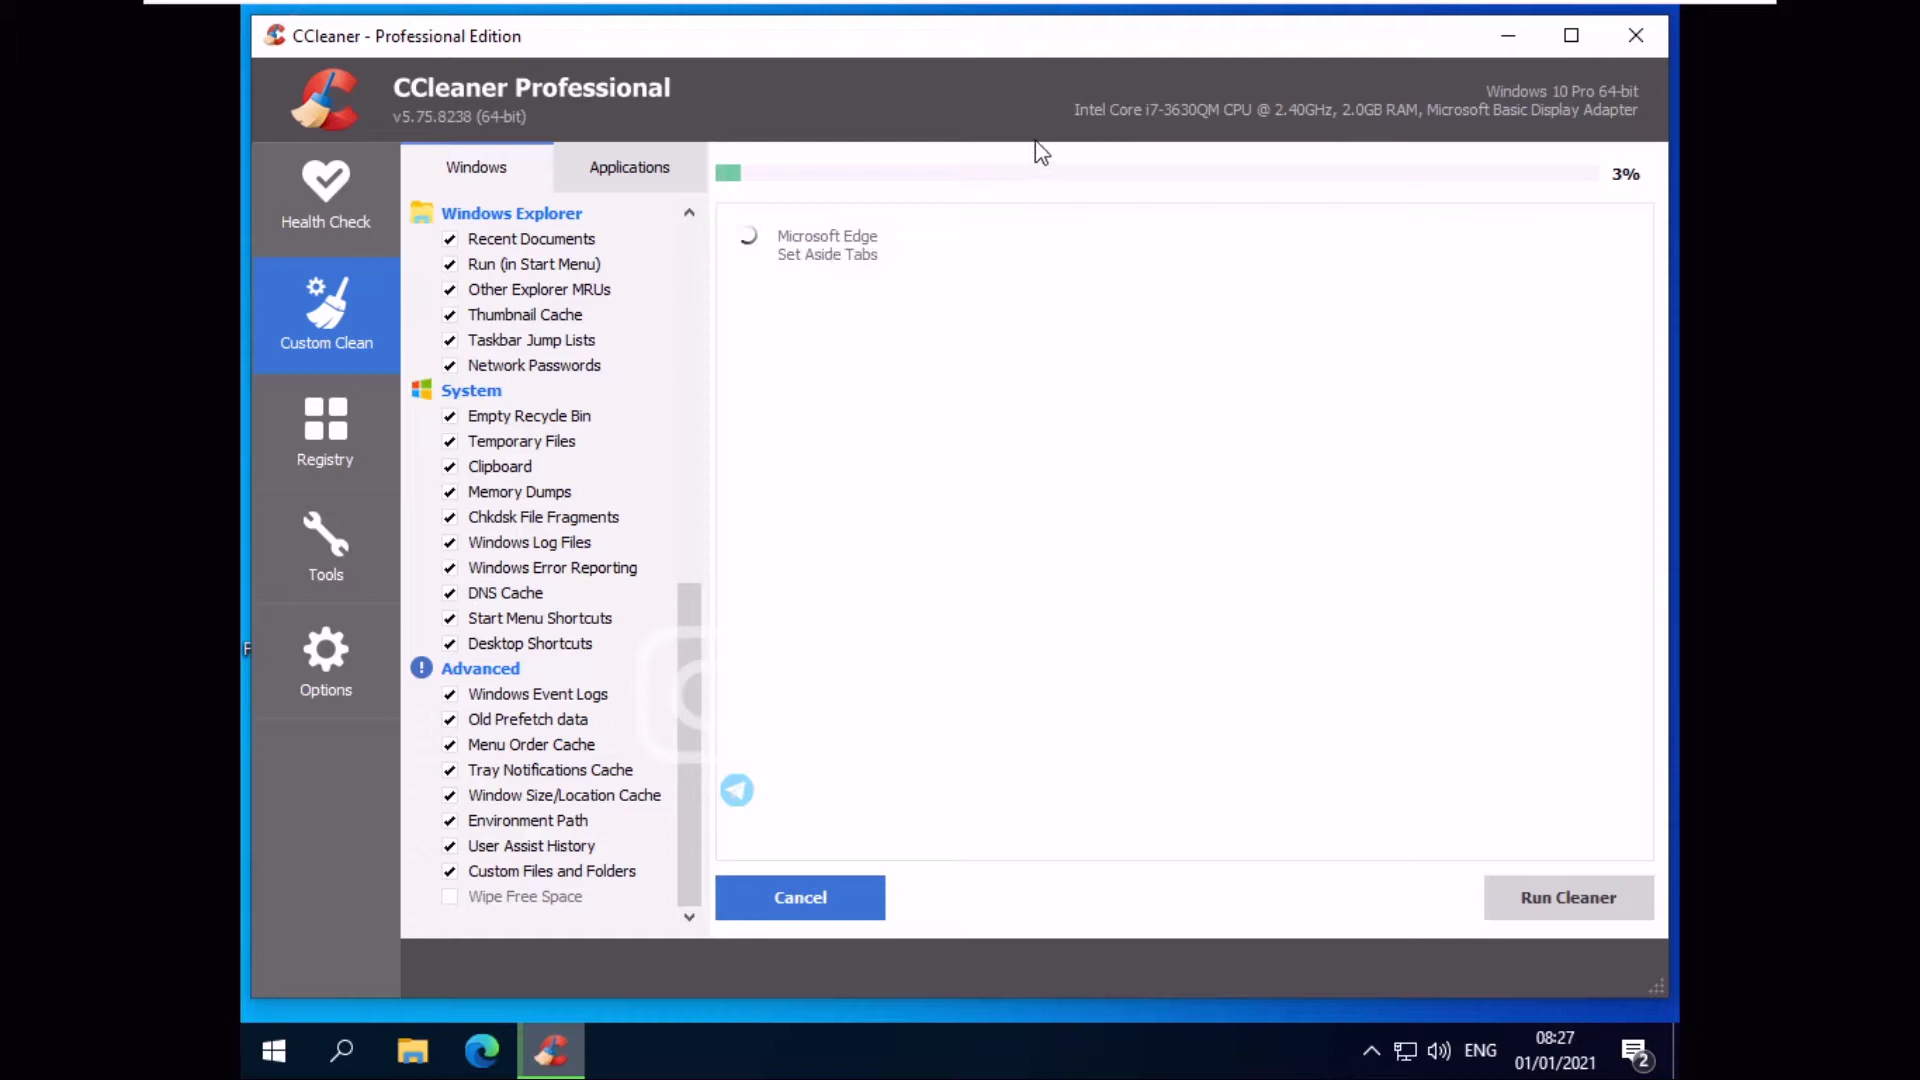 CCleaner - Professional Edition
CCleaner Professional
v5.75.8238 (64-bit)
Windows 10 Pro 64-bit
Intel Core i7-3630QM CPU @ 2.40GHz, 2.0GB RAM, Microsoft Basic Display Adapter
Health Check
Custom Clean
Registry
Tools
Options
Windows
Applications
Windows Explorer
Recent Documents
Run (in Start Menu)
Other Explorer MRUs
Thumbnail Cache
Taskbar Jump Lists
Network Passwords
System
Empty Recycle Bin
Temporary Files
Clipboard
Memory Dumps
Chkdsk File Fragments
Windows Log Files
Windows Error Reporting
DNS Cache
Start Menu Shortcuts
Desktop Shortcuts
Advanced
Windows Event Logs
Old Prefetch data
Menu Order Cache
Tray Notifications Cache
Window Size/Location Cache
Environment Path
User Assist History
Custom Files and Folders
Wipe Free Space
3%
Microsoft Edge
Set Aside Tabs
Cancel
Run Cleaner
F
ENG
08:27
01/01/2021
2